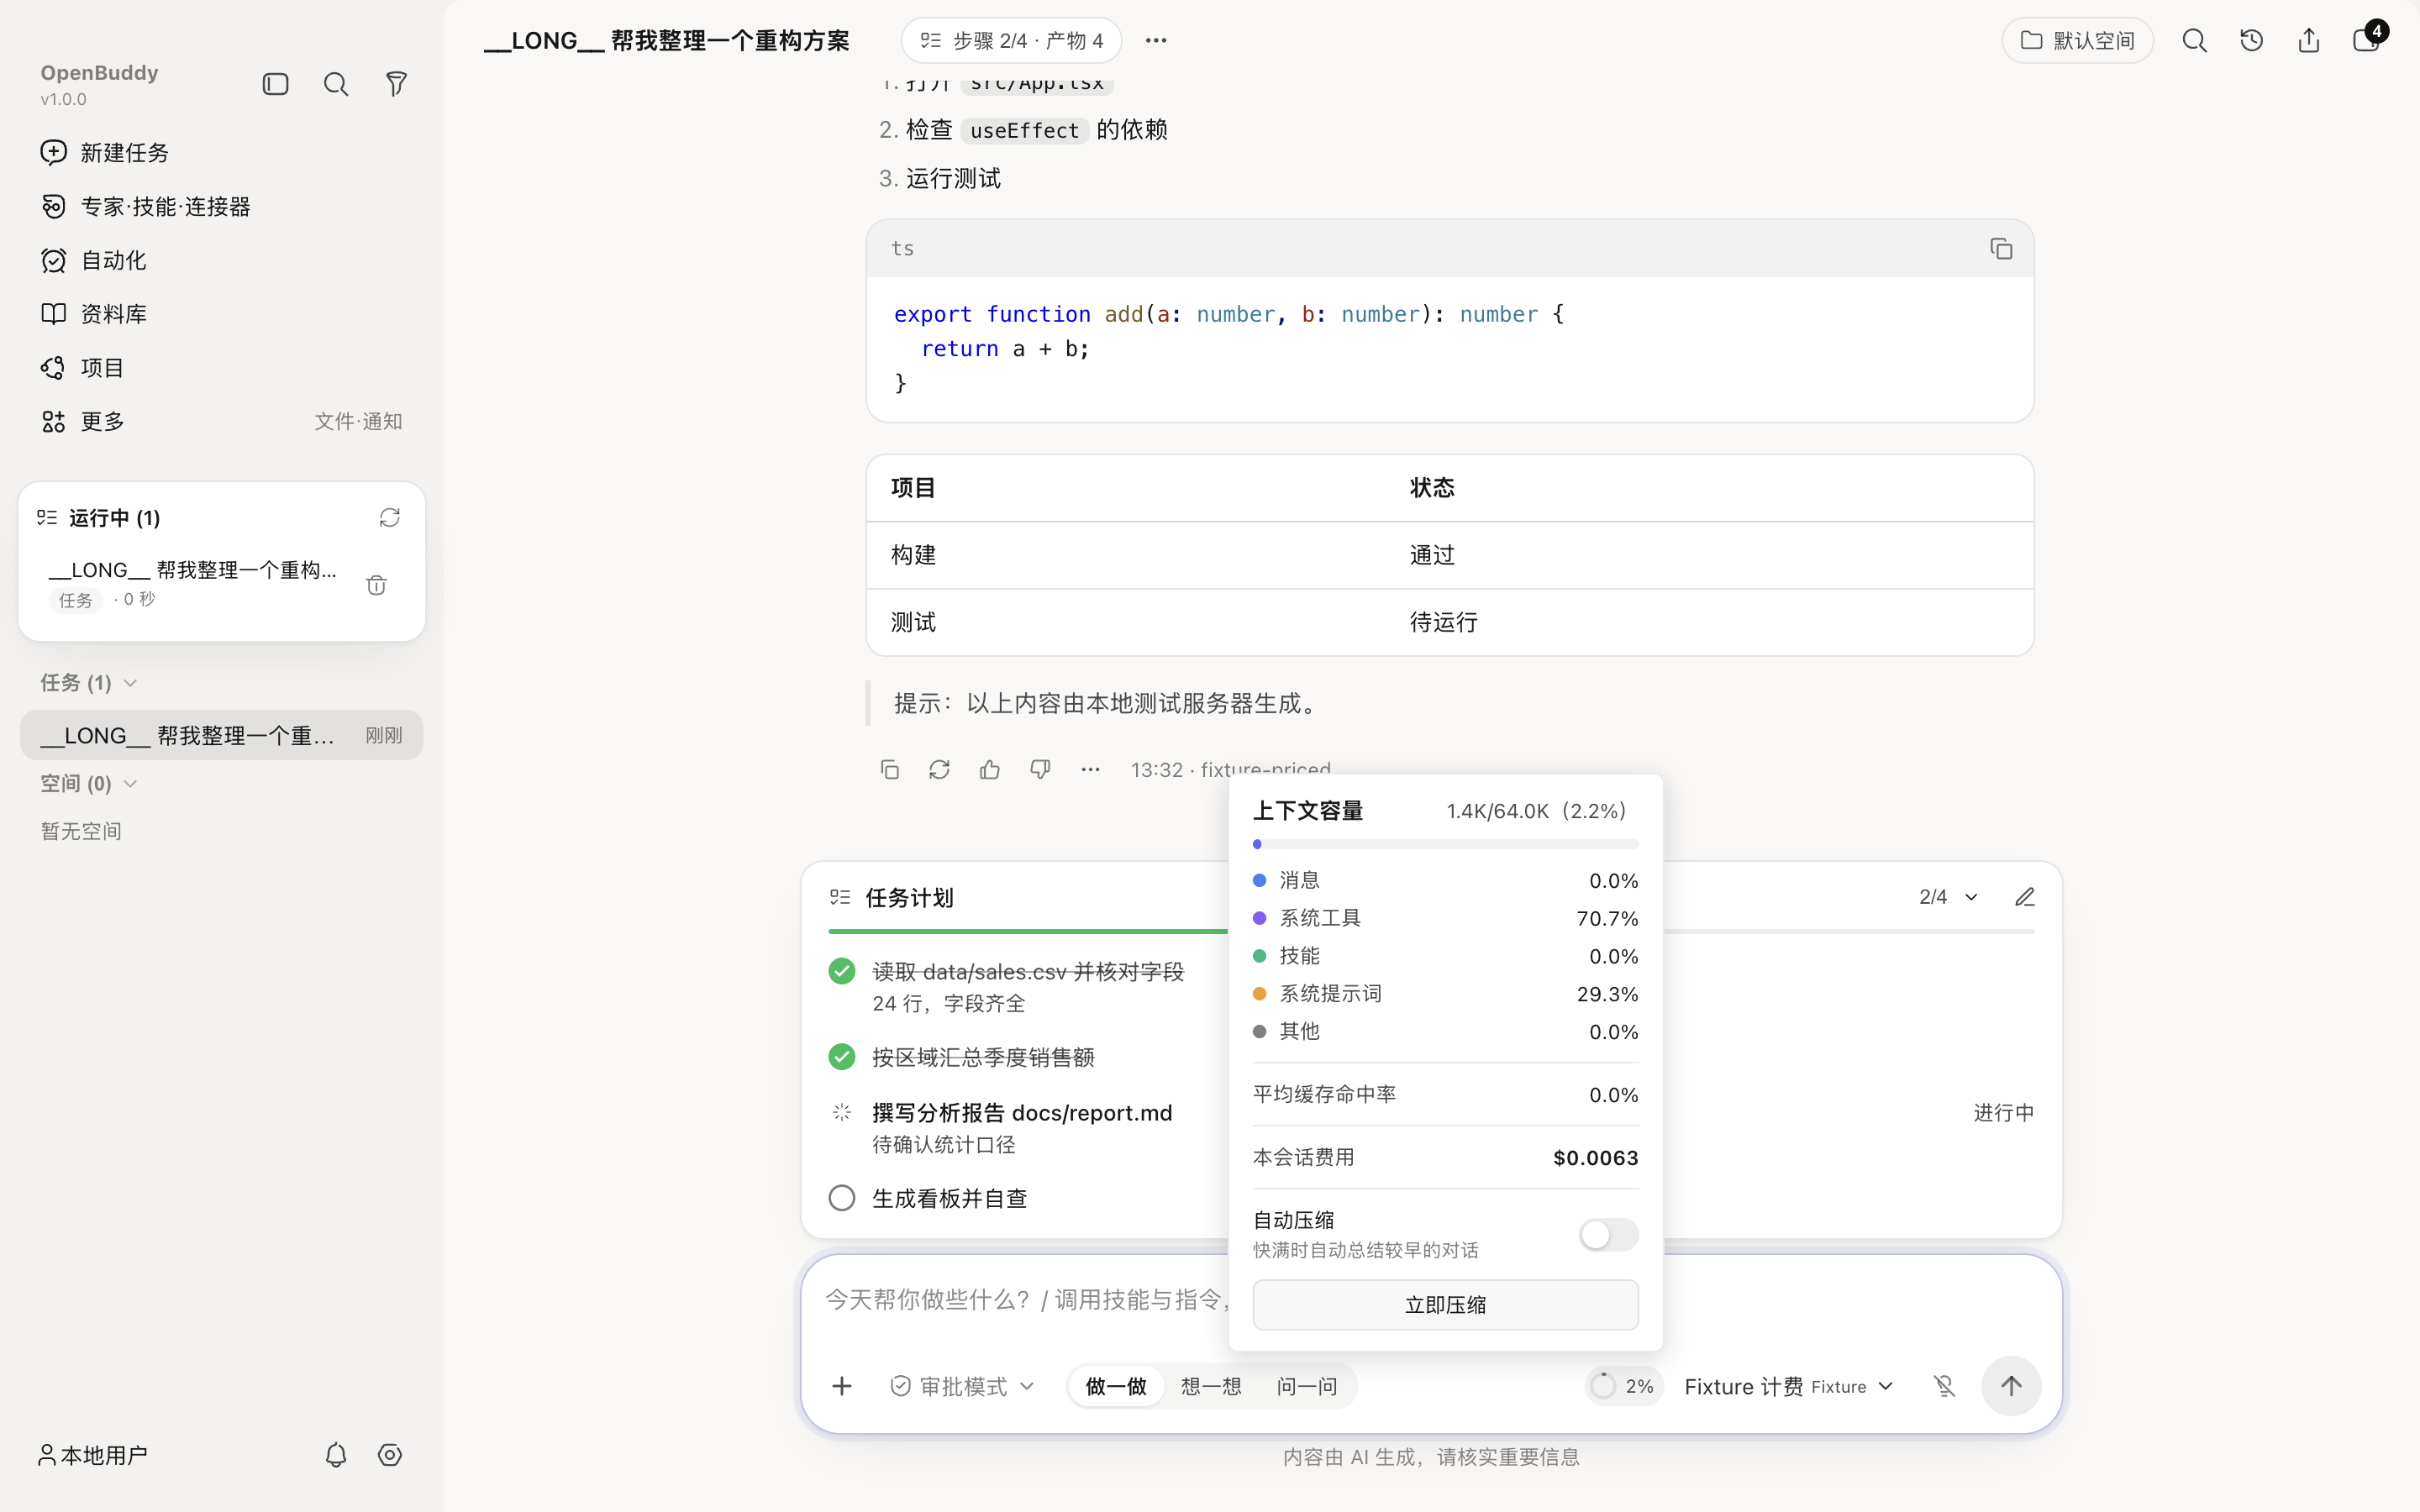 OpenBuddy
v1.0.0
新建任务
专家·技能·连接器
自动化
资料库
项目
更多 文件·通知
运行中 (1)
__LONG__ 帮我整理一个重构...
任务 · 0 秒
任务 (1)
__LONG__ 帮我整理一个重... 刚刚
空间 (0)
暂无空间
本地用户
__LONG__ 帮我整理一个重构方案 步骤 2/4 · 产物 4 默认空间 4
1. 打开 src/App.tsx
2. 检查 useEffect 的依赖
3. 运行测试
ts
export function add(a: number, b: number): number {
  return a + b;
}
项目 状态
构建 通过
测试 待运行
提示：以上内容由本地测试服务器生成。
13:32 · fixture-priced
上下文容量 1.4K/64.0K（2.2%）
消息 0.0%
系统工具 70.7%
技能 0.0%
系统提示词 29.3%
其他 0.0%
平均缓存命中率 0.0%
本会话费用 $0.0063
自动压缩
快满时自动总结较早的对话
立即压缩
任务计划 2/4
读取 data/sales.csv 并核对字段
24 行，字段齐全
按区域汇总季度销售额
撰写分析报告 docs/report.md 进行中
待确认统计口径
生成看板并自查
今天帮你做些什么？/ 调用技能与指令，
审批模式 做一做 想一想 问一问 2% Fixture 计费 Fixture
内容由 AI 生成，请核实重要信息